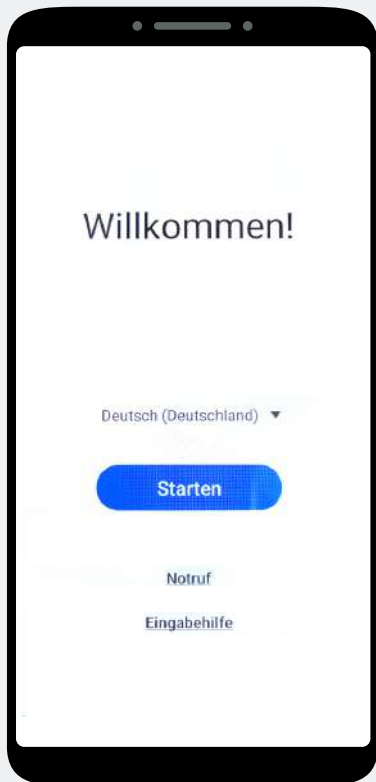 Willkommen!
Deutsch (Deutschland)
Starten
Notruf
Eingabehilfe